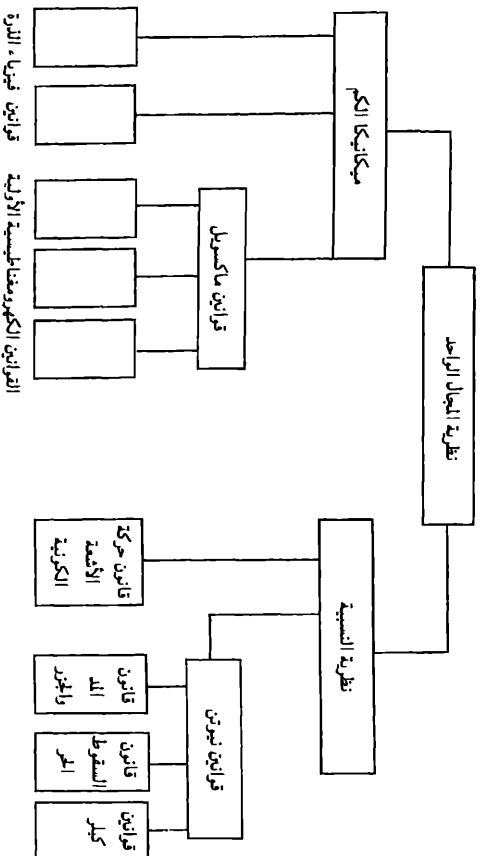 نظرية المجال الواحد
نظرية النسبية
ميكانيكا الكم
قوانين نيوتن
قوانين ماكسويل
قوانين
كبلر
قانون
السقوط
الحر
قانون
المد
والجزر
قانون حركة
الأشعة
الكونية
القوانين الكهرومغناطيسية الأولية
قوانين فيزياء الذرة